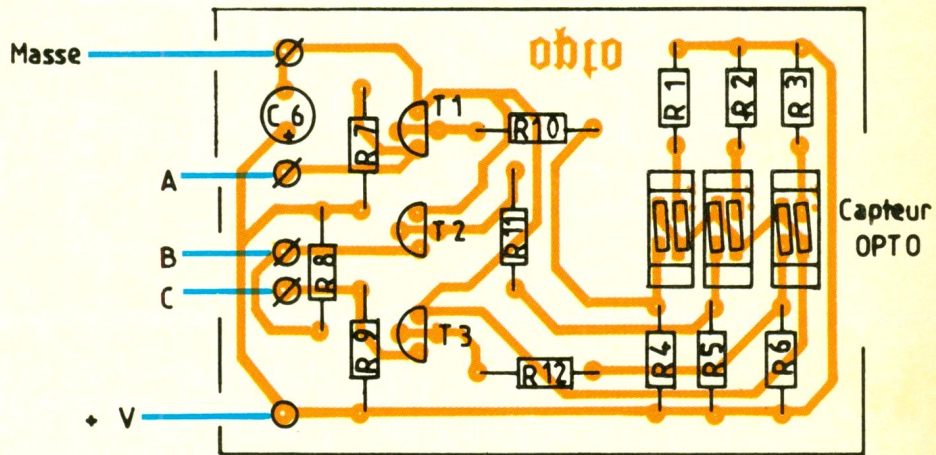 Masse
opto
C6
+
R7
T1
R10
R1
R2
R3
A
T2
R11
Capteur
OPTO
B
R8
C
R9
T3
R12
R4
R5
R6
+ V